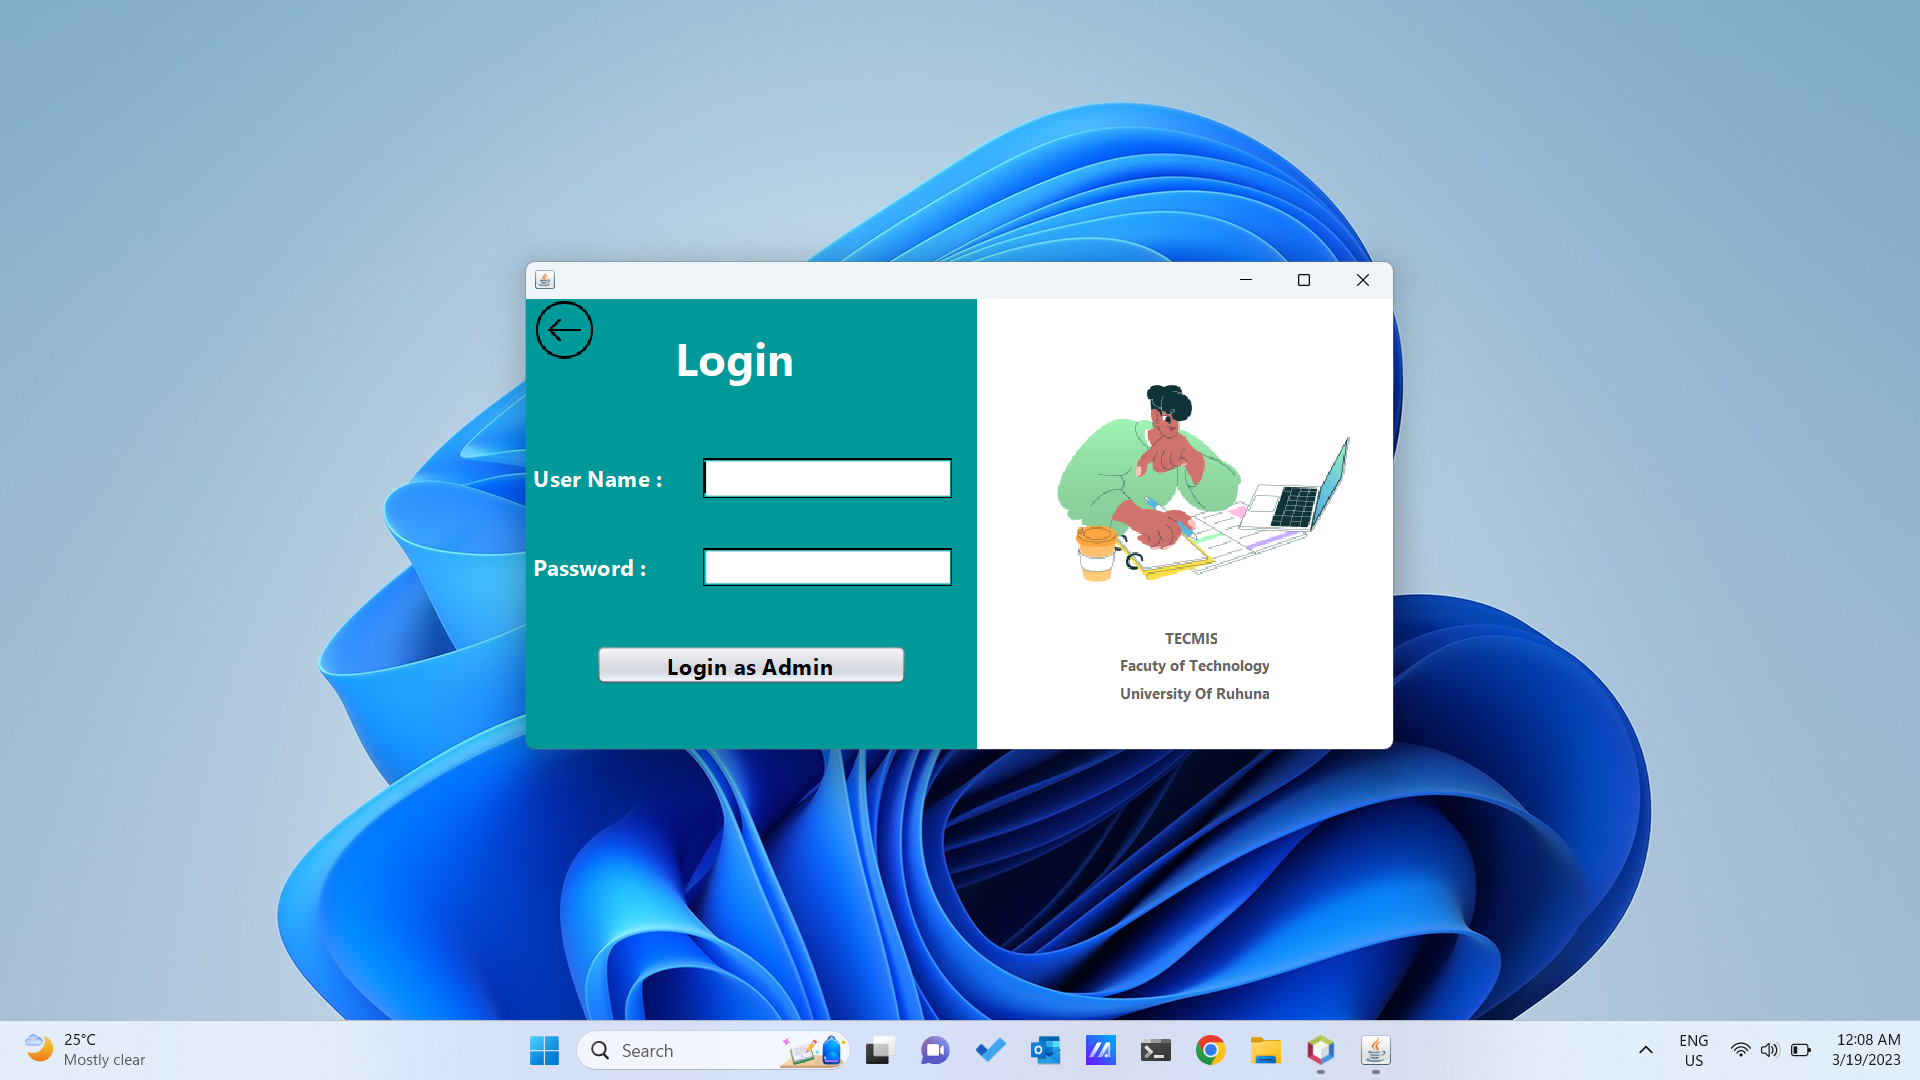 Login
User Name :
Password :
Login as Admin
TECMIS
Facuty of Technology
University Of Ruhuna
25°C
Mostly clear
Search
ENG
US
12:08 AM
3/19/2023